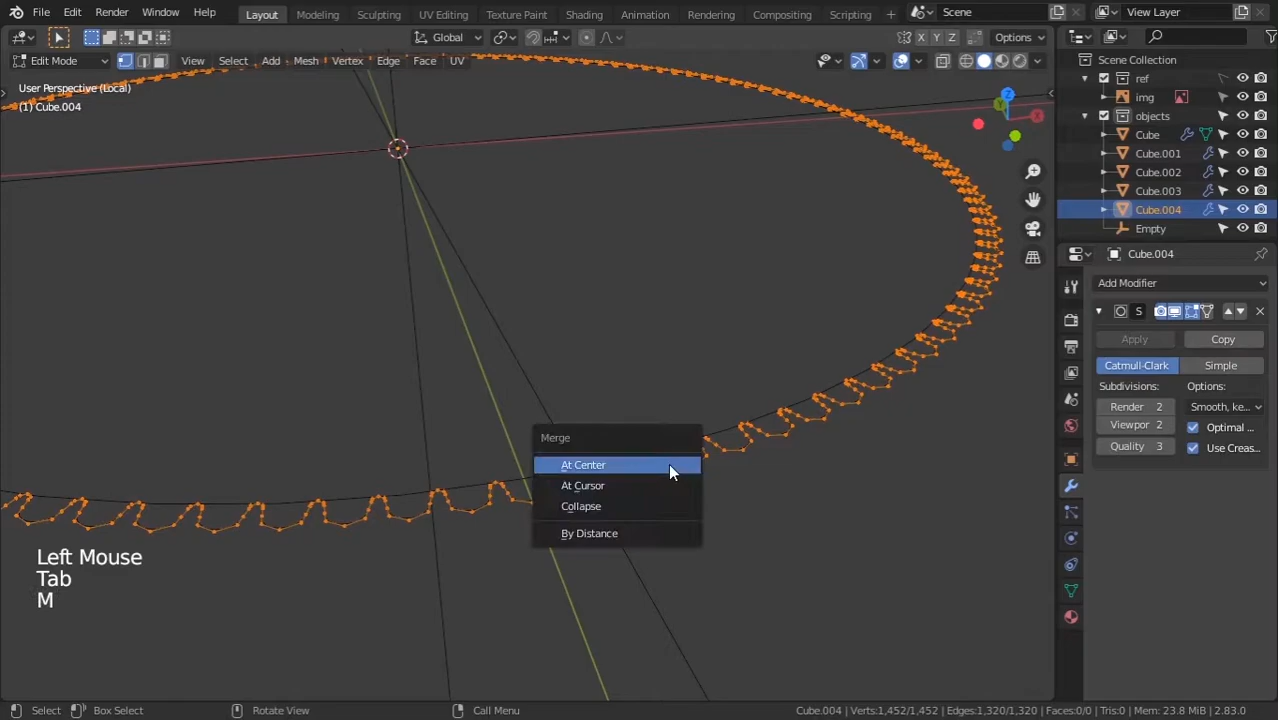 File Edit Render Window Help Layout Modeling Sculpting UV Editing Texture Paint Shading Animation Rendering Compositing Scripting + Scene View Layer
Global X Y Z Options
Edit Mode View Select Add Mesh Vertex Edge Face UV
Scene Collection
User Perspective (Local)
(1) Cube.004
ref
img
objects
Cube
Cube.001
Cube.002
Cube.003
Cube.004
Empty
Z
Y
X
Cube.004
Add Modifier
S
Apply Copy
Catmull-Clark Simple
Subdivisions: Options:
Render 2 Smooth, ke...
Viewpor 2 Optimal ...
Quality 3 Use Creas...
Merge
At Center
At Cursor
Collapse
By Distance
Left Mouse
Tab
M
Select Box Select Rotate View Call Menu Cube.004 | Verts:1,452/1,452 | Edges:1,320/1,320 | Faces:0/0 | Tris:0 | Mem: 23.8 MiB | 2.83.0